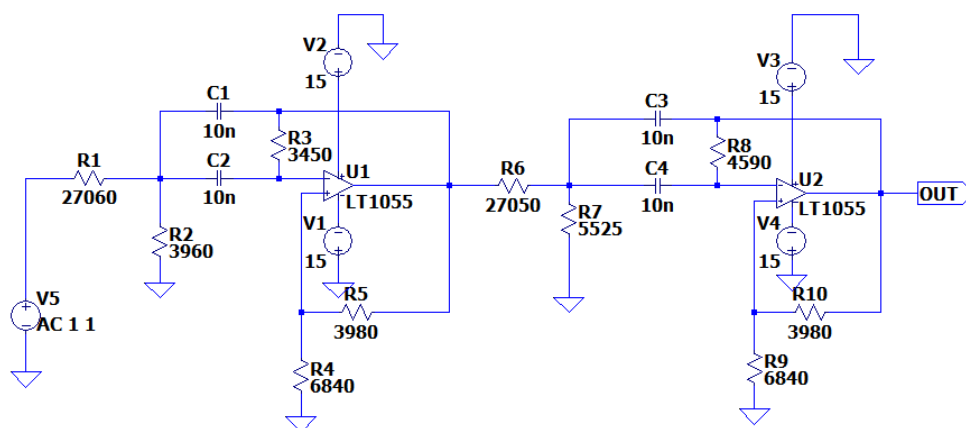 V2
15
V3
15
C1
10n
C3
10n
R3
3450
R8
4590
R1
27060
C2
10n
U1
LT1055
R6
27050
C4
10n
U2
LT1055
OUT
R2
3960
V1
15
R7
5525
V4
15
V5
AC 1 1
R5
3980
R10
3980
R4
6840
R9
6840